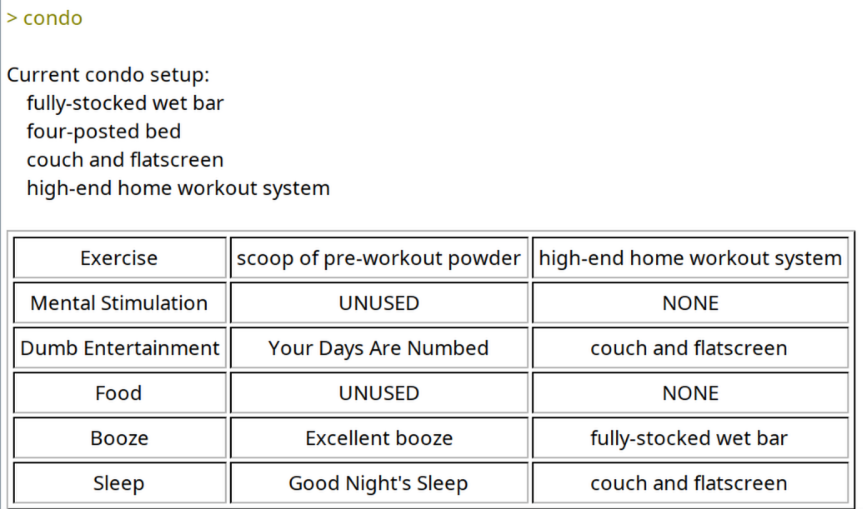 > condo
Current condo setup:
fully-stocked wet bar
four-posted bed
couch and flatscreen
high-end home workout system
Exercise scoop of pre-workout powder high-end home workout system
Mental Stimulation UNUSED NONE
Dumb Entertainment Your Days Are Numbed couch and flatscreen
Food UNUSED NONE
Booze Excellent booze fully-stocked wet bar
Sleep Good Night's Sleep couch and flatscreen